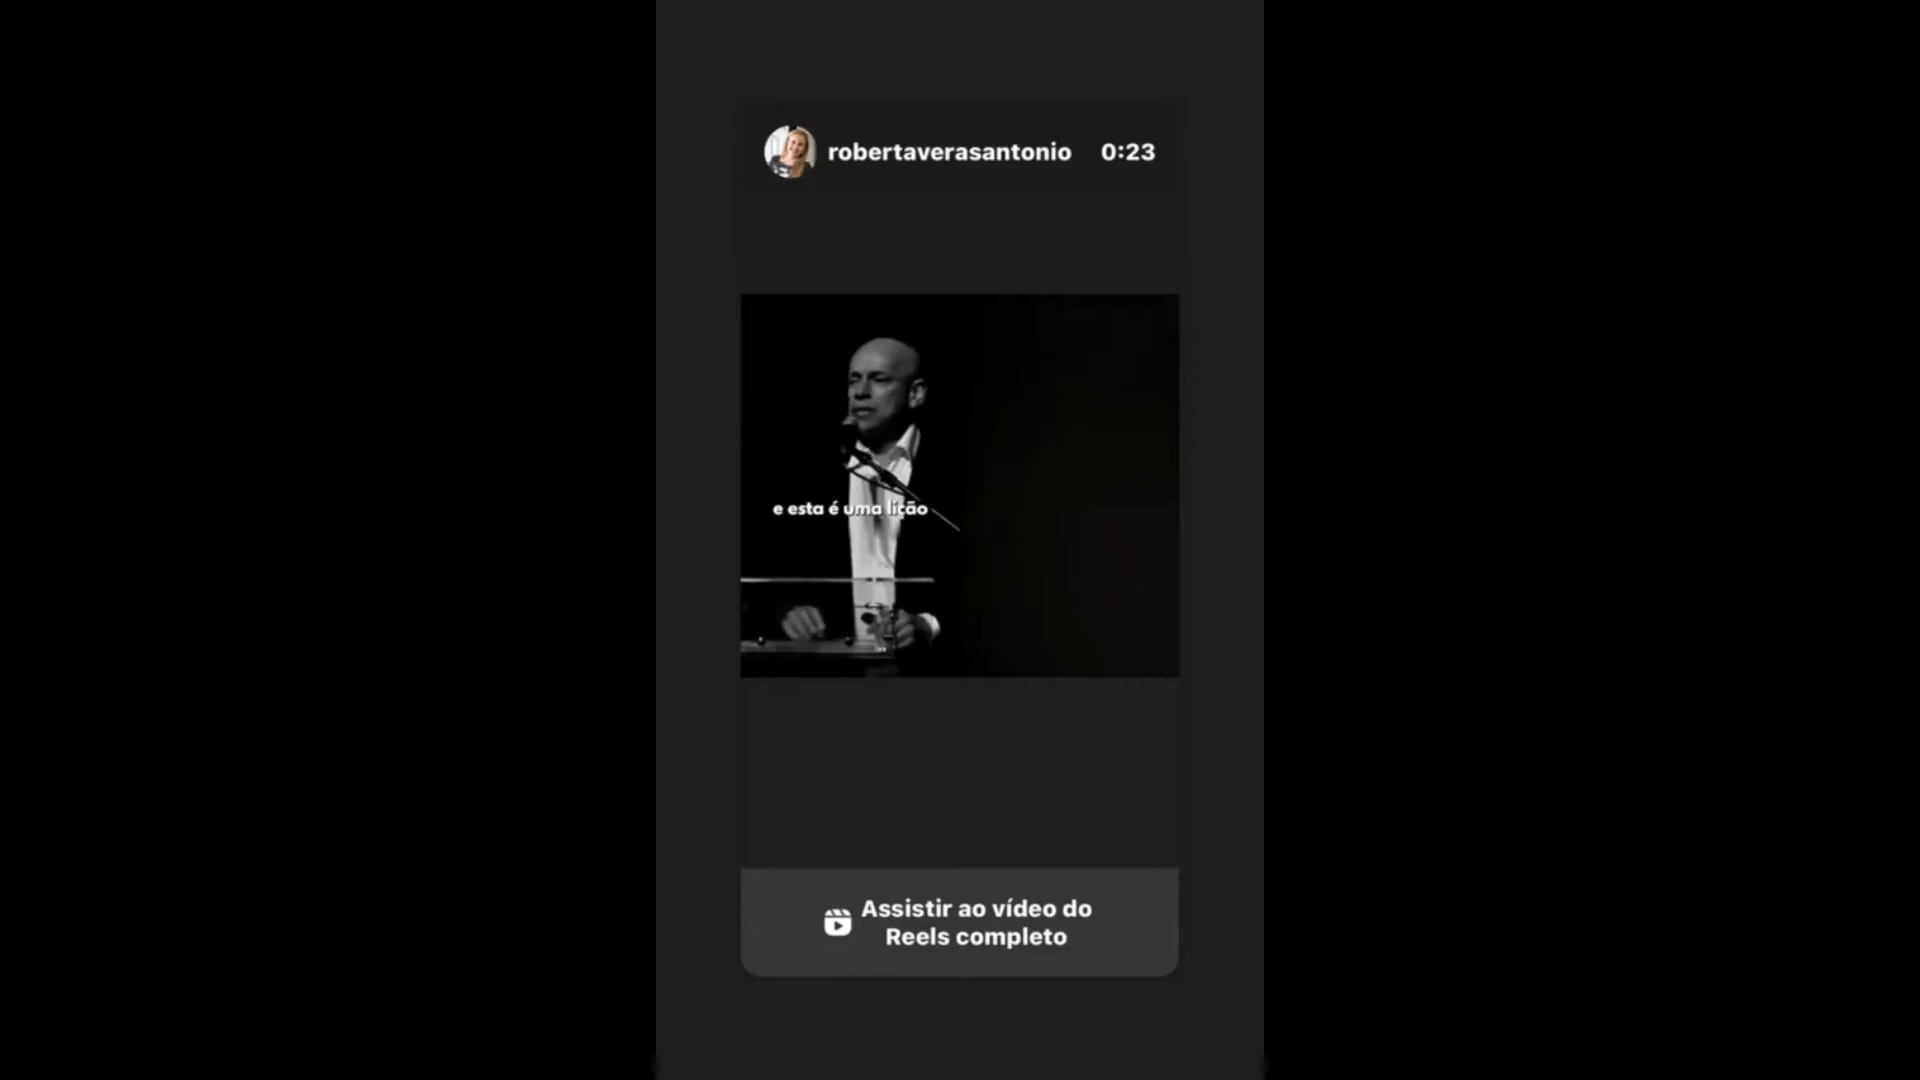 robertaverasantonio 0:23
e esta é uma lição
Assistir ao vídeo do
Reels completo